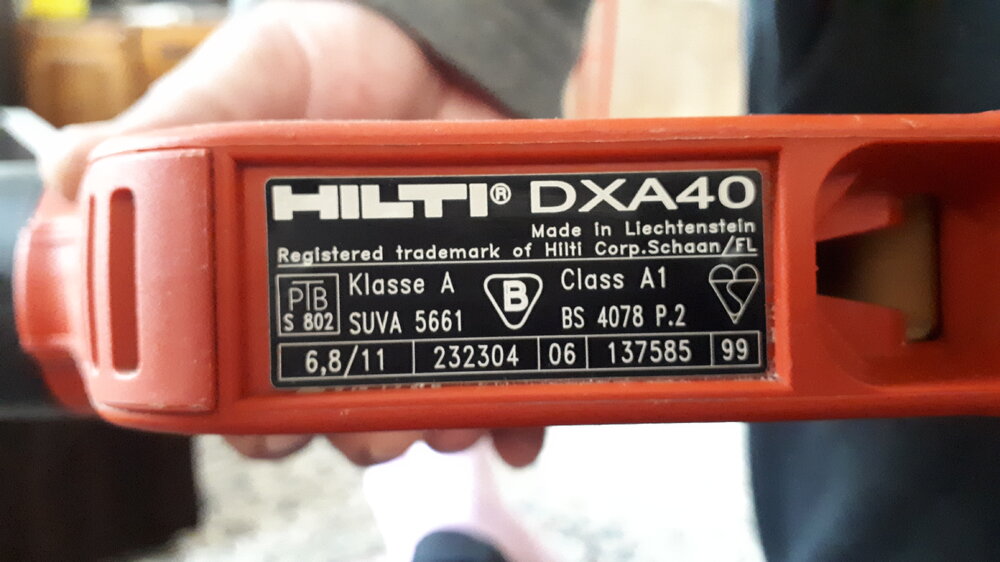 HILTI® DXA40
Made in Liechtenstein
Registered trademark of Hilti Corp.Schaan/FL
PTB
S 802
Klasse A
SUVA 5661
B
Class A1
BS 4078 P.2
S
6,8/11 232304 06 137585 99